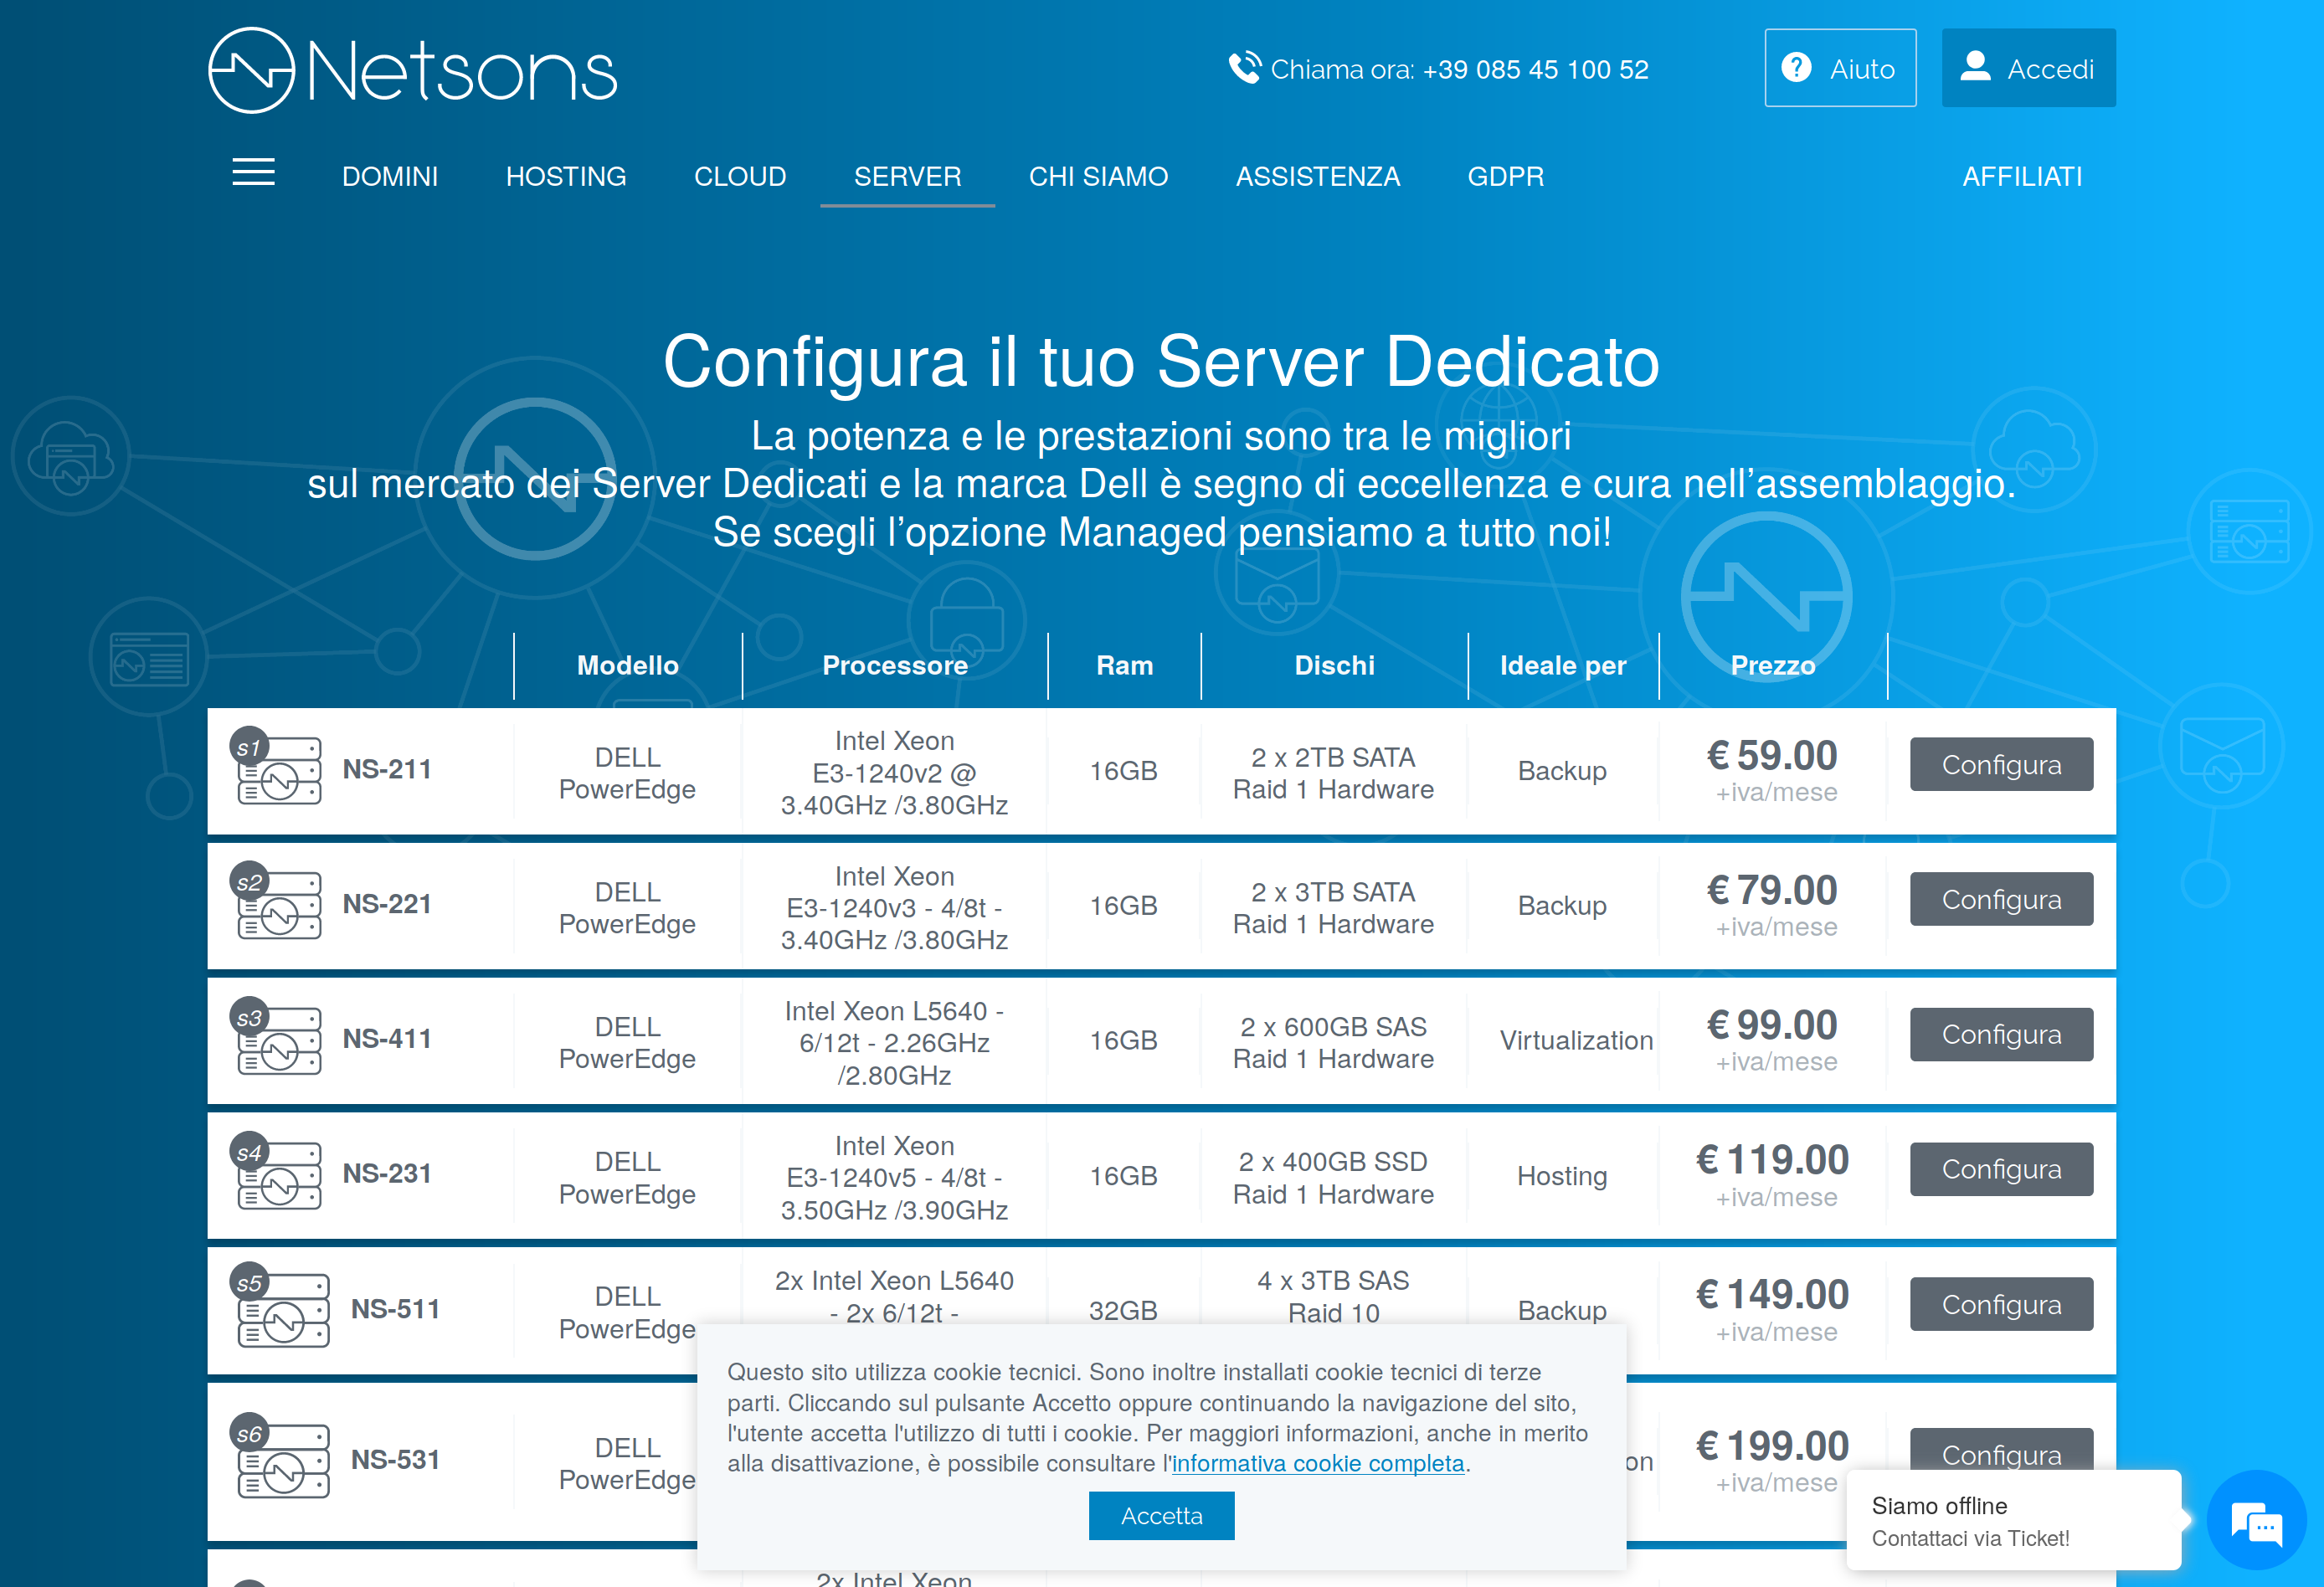 Netsons
Chiama ora: +39 085 45 100 52
Aiuto
Accedi
DOMINI
HOSTING
CLOUD
SERVER
CHI SIAMO
ASSISTENZA
GDPR
AFFILIATI
Configura il tuo Server Dedicato
La potenza e le prestazioni sono tra le migliori
sul mercato dei Server Dedicati e la marca Dell è segno di eccellenza e cura nell’assemblaggio.
Se scegli l’opzione Managed pensiamo a tutto noi!
Modello
Processore
Ram
Dischi
Ideale per
Prezzo
s1
NS-211
DELL
PowerEdge
Intel Xeon
E3-1240v2 @
3.40GHz /3.80GHz
16GB
2 x 2TB SATA
Raid 1 Hardware
Backup
€ 59.00
+iva/mese
Configura
s2
NS-221
DELL
PowerEdge
Intel Xeon
E3-1240v3 - 4/8t -
3.40GHz /3.80GHz
16GB
2 x 3TB SATA
Raid 1 Hardware
Backup
€ 79.00
+iva/mese
Configura
s3
NS-411
DELL
PowerEdge
Intel Xeon L5640 -
6/12t - 2.26GHz
/2.80GHz
16GB
2 x 600GB SAS
Raid 1 Hardware
Virtualization
€ 99.00
+iva/mese
Configura
s4
NS-231
DELL
PowerEdge
Intel Xeon
E3-1240v5 - 4/8t -
3.50GHz /3.90GHz
16GB
2 x 400GB SSD
Raid 1 Hardware
Hosting
€ 119.00
+iva/mese
Configura
s5
NS-511
DELL
PowerEdge
2x Intel Xeon L5640
- 2x 6/12t -
32GB
4 x 3TB SAS
Raid 10
Backup
€ 149.00
+iva/mese
Configura
s6
NS-531
DELL
PowerEdge
on
€ 199.00
+iva/mese
Configura
2x Intel Xeon
Questo sito utilizza cookie tecnici. Sono inoltre installati cookie tecnici di terze
parti. Cliccando sul pulsante Accetto oppure continuando la navigazione del sito,
l'utente accetta l'utilizzo di tutti i cookie. Per maggiori informazioni, anche in merito
alla disattivazione, è possibile consultare l'informativa cookie completa.
Accetta
Siamo offline
Contattaci via Ticket!